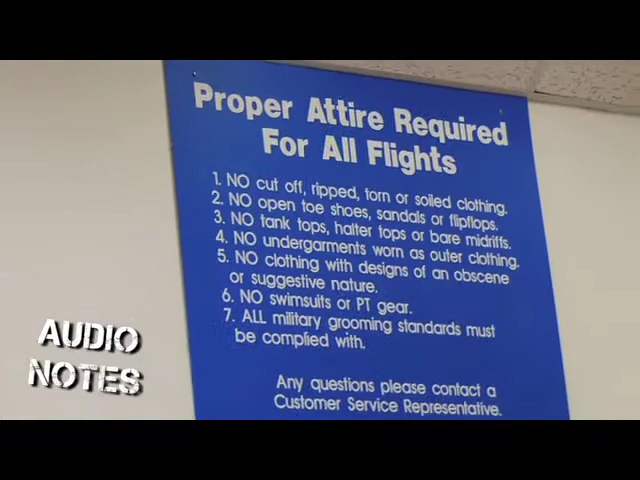 Proper Attire Required
For All Flights
1. NO cut off, ripped, torn or soiled clothing.
2. NO open toe shoes, sandals or flipflops.
3. NO tank tops, halter tops or bare midriffs.
4. NO undergarments worn as outer clothing.
5. NO clothing with designs of an obscene
or suggestive nature.
6. NO swimsuits or PT gear.
7. ALL military grooming standards must
be complied with.
Any questions please contact a
Customer Service Representative.
AUDIO
NOTES